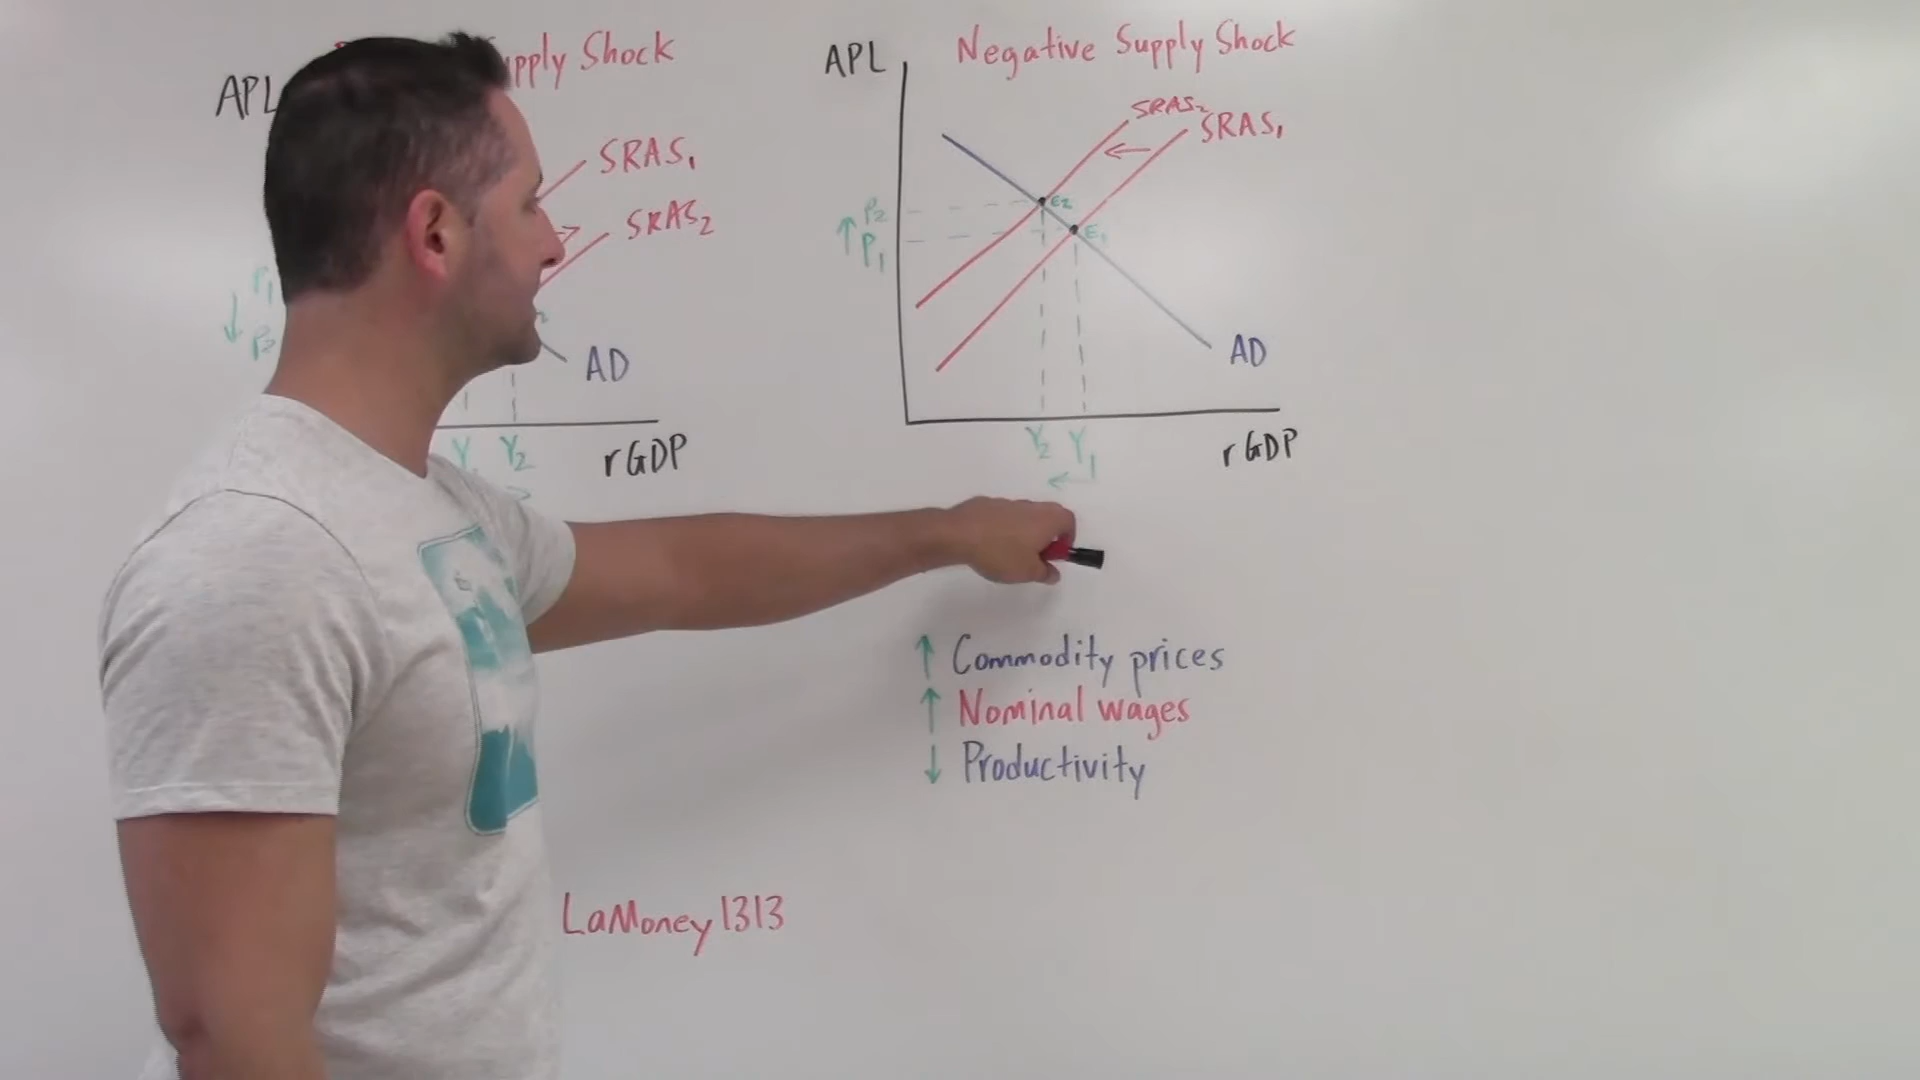 pply Shock
APL
SRAS₁
SRAS₂
P₁
P₂
AD
Y₂
rGDP
Negative Supply Shock
APL
SRAS₂
SRAS₁
E₂
E₁
P₂
P₁
AD
Y₂ Y₁
rGDP
↑ Commodity prices
↑ Nominal wages
↓ Productivity
LaMoney1313